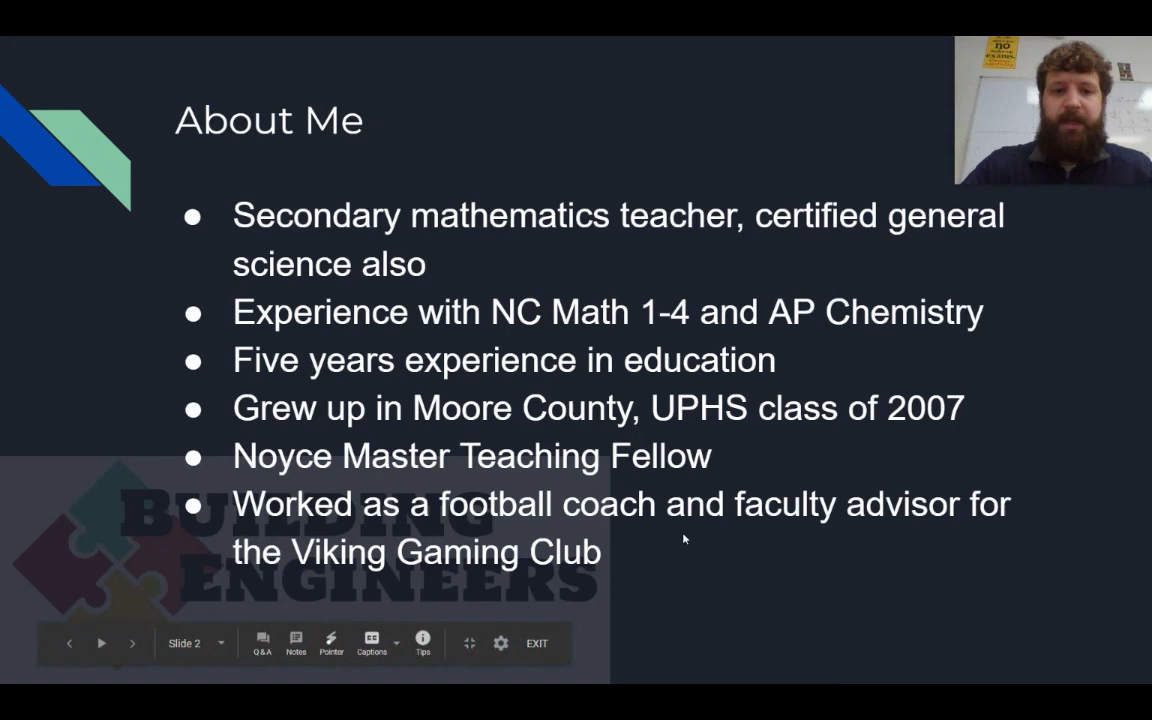 no
exams.
About Me
● Secondary mathematics teacher, certified general
science also
● Experience with NC Math 1-4 and AP Chemistry
● Five years experience in education
● Grew up in Moore County, UPHS class of 2007
● Noyce Master Teaching Fellow
● Worked as a football coach and faculty advisor for
the Viking Gaming Club
BUILDING
ENGINEERS
Slide 2
Q&A
Notes
Pointer
CC
Captions
Tips
EXIT